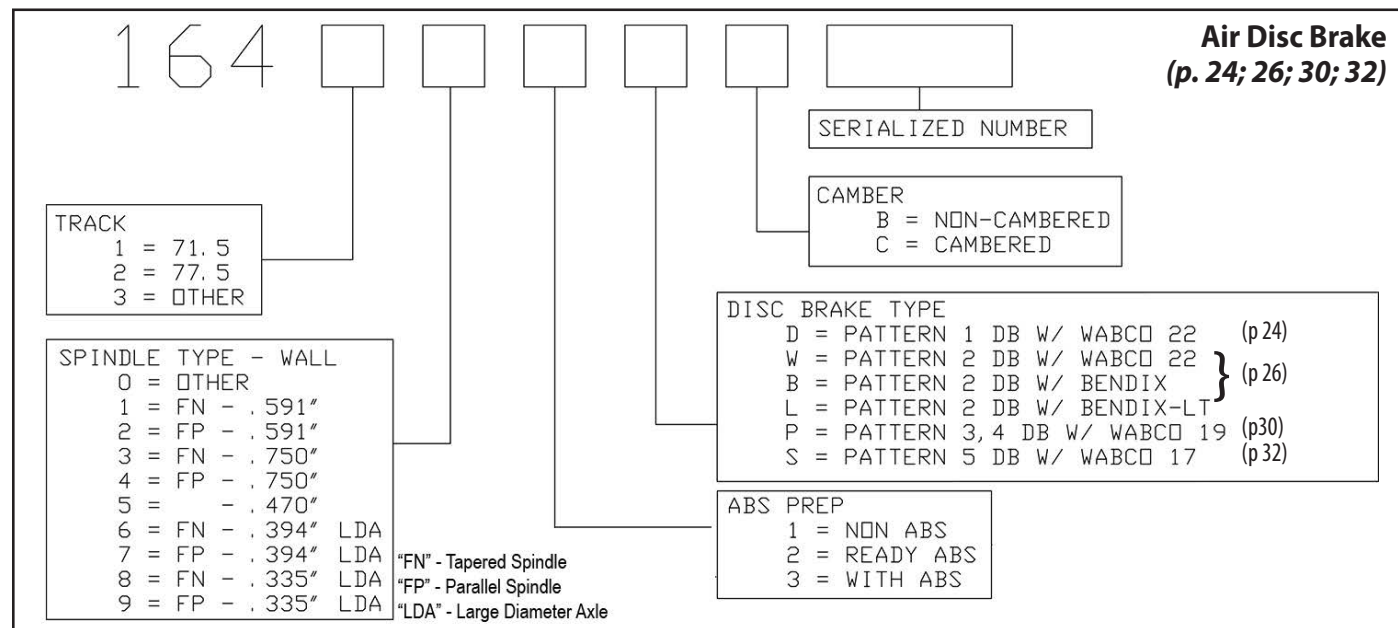 164
Air Disc Brake
(p. 24; 26; 30; 32)
SERIALIZED NUMBER
CAMBER
B = NON-CAMBERED
C = CAMBERED
TRACK
1 = 71.5
2 = 77.5
3 = OTHER
DISC BRAKE TYPE
D = PATTERN 1 DB W/ WABCO 22 (p 24)
W = PATTERN 2 DB W/ WABCO 22
B = PATTERN 2 DB W/ BENDIX } (p 26)
L = PATTERN 2 DB W/ BENDIX-LT
P = PATTERN 3,4 DB W/ WABCO 19 (p30)
S = PATTERN 5 DB W/ WABCO 17 (p 32)
SPINDLE TYPE - WALL
0 = OTHER
1 = FN - .591"
2 = FP - .591"
3 = FN - .750"
4 = FP - .750"
5 = - .470"
6 = FN - .394" LDA
7 = FP - .394" LDA
8 = FN - .335" LDA
9 = FP - .335" LDA
"FN" - Tapered Spindle
"FP" - Parallel Spindle
"LDA" - Large Diameter Axle
ABS PREP
1 = NON ABS
2 = READY ABS
3 = WITH ABS